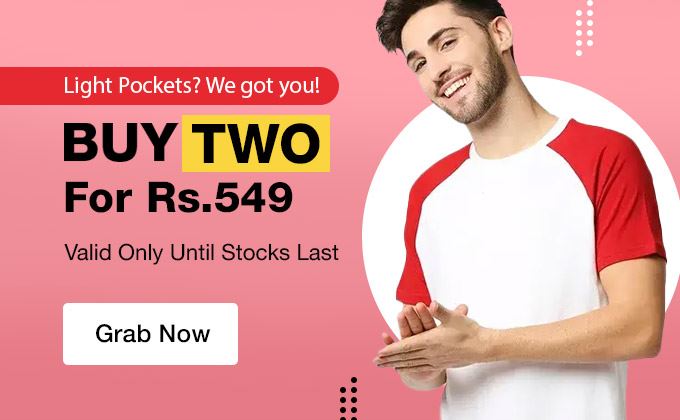 Light Pockets? We got you!
BUY TWO
For Rs.549
Valid Only Until Stocks Last
Grab Now